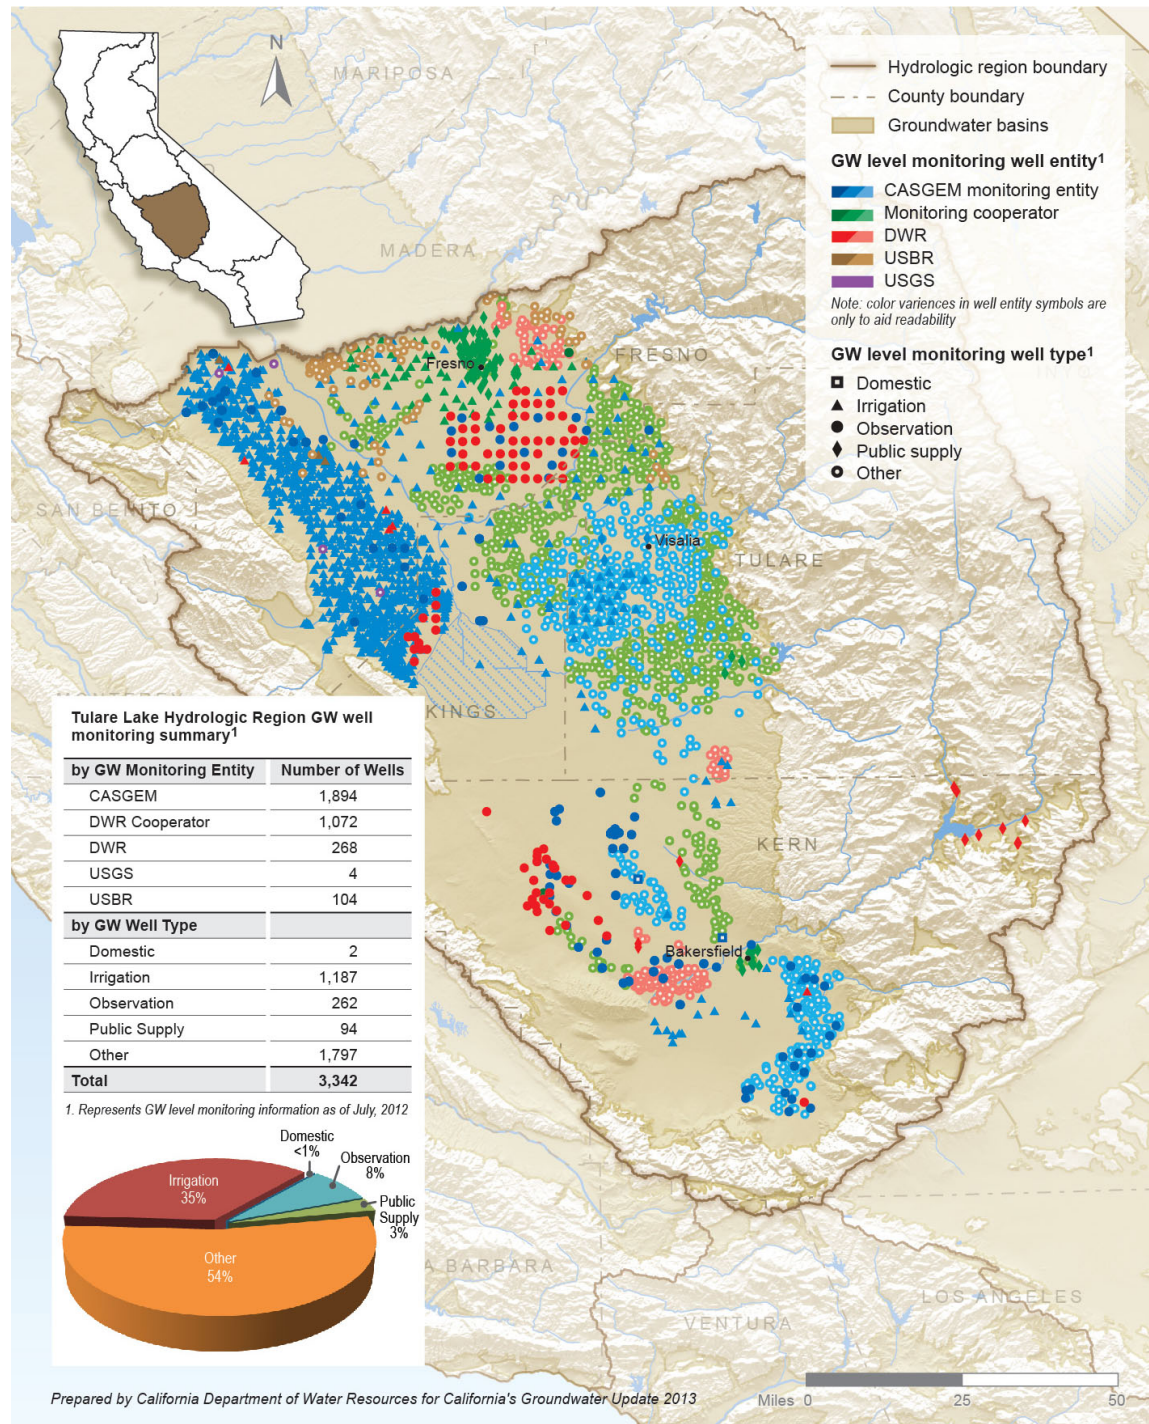 N
MARIPOSA
MADERA
FRESNO
Fresno
SAN BENITO
Visalia
TULARE
KINGS
KERN
Bakersfield
VENTURA
LOS ANGELES
Hydrologic region boundary
County boundary
Groundwater basins
GW level monitoring well entity1
CASGEM monitoring entity
Monitoring cooperator
DWR
USBR
USGS
Note: color variences in well entity symbols are
only to aid readability
GW level monitoring well type1
Domestic
Irrigation
Observation
Public supply
Other
Tulare Lake Hydrologic Region GW well
monitoring summary1
by GW Monitoring Entity Number of Wells
CASGEM 1,894
DWR Cooperator 1,072
DWR 268
USGS 4
USBR 104
by GW Well Type
Domestic 2
Irrigation 1,187
Observation 262
Public Supply 94
Other 1,797
Total 3,342
1. Represents GW level monitoring information as of July, 2012
Domestic
<1%
Observation
8%
Irrigation
35%
Public
Supply
3%
Other
54%
A BARBARA
Prepared by California Department of Water Resources for California's Groundwater Update 2013
Miles 0 25 50